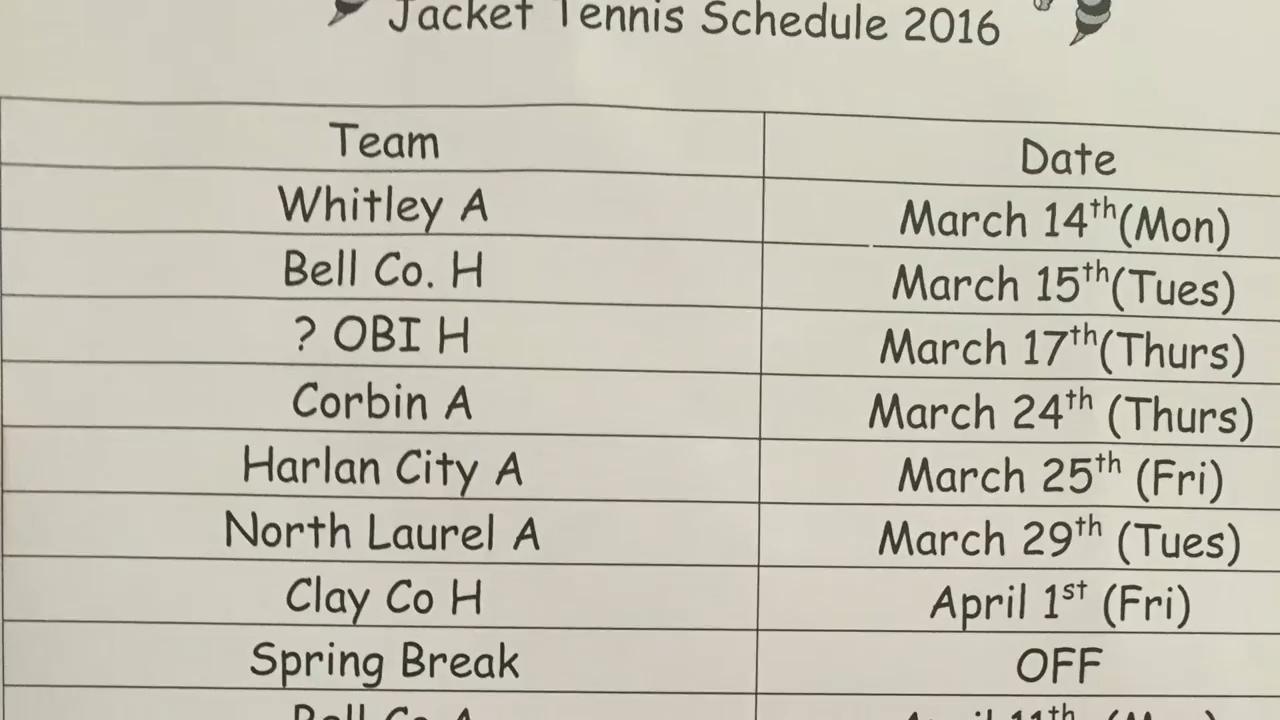 Jacket Tennis Schedule 2016
Team Date
Whitley A March 14th(Mon)
Bell Co. H March 15th(Tues)
? OBI H March 17th(Thurs)
Corbin A March 24th (Thurs)
Harlan City A March 25th (Fri)
North Laurel A March 29th (Tues)
Clay Co H April 1st (Fri)
Spring Break OFF
Bell Co A April 11th (Mon)